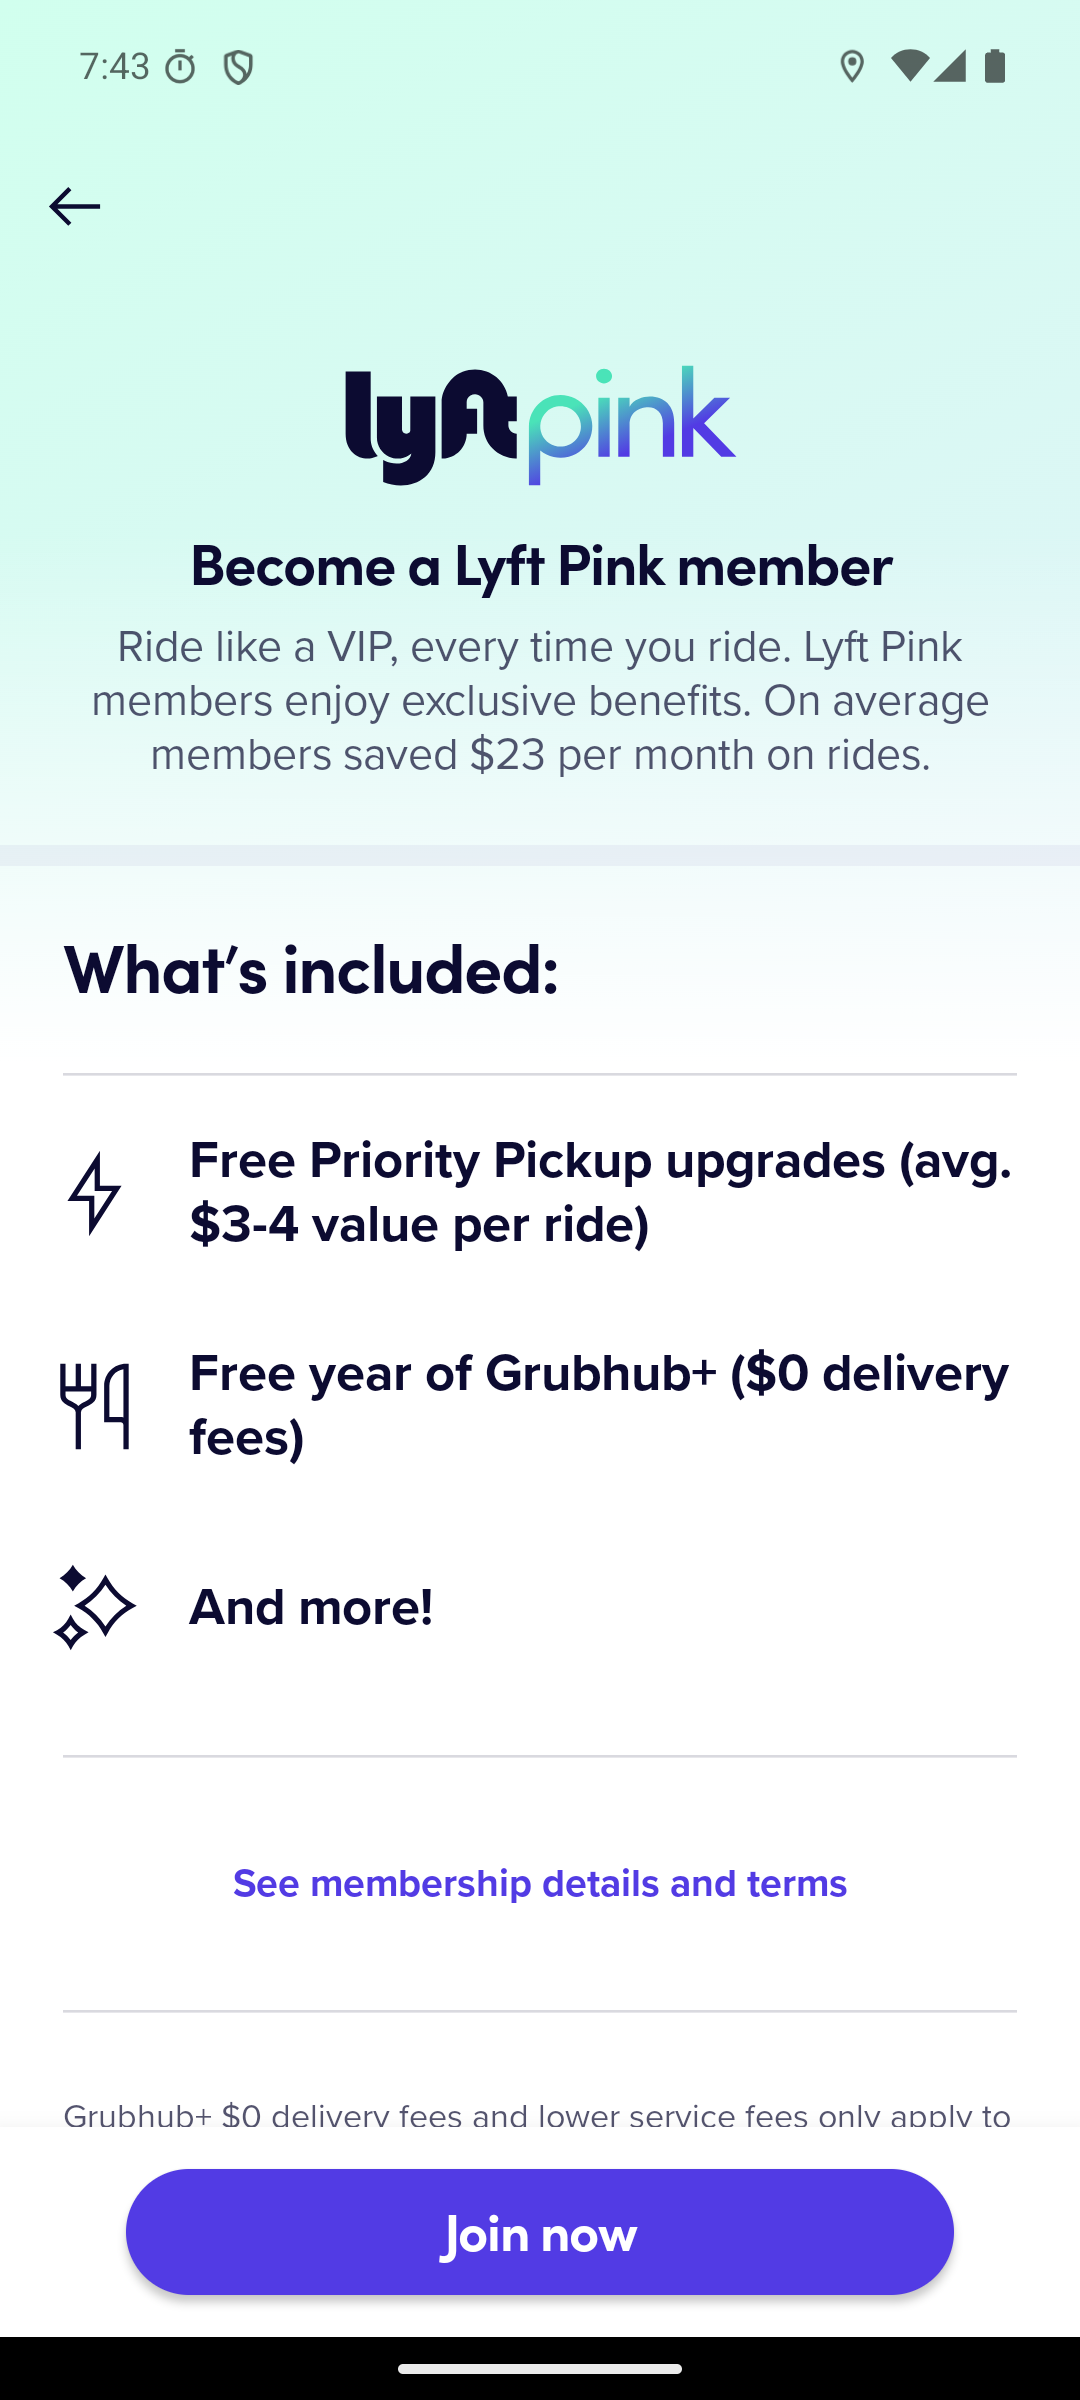 7:43
lyft pink
Become a Lyft Pink member
Ride like a VIP, every time you ride. Lyft Pink
members enjoy exclusive benefits. On average
members saved $23 per month on rides.
What's included:
Free Priority Pickup upgrades (avg.
$3-4 value per ride)
Free year of Grubhub+ ($0 delivery
fees)
And more!
See membership details and terms
Grubhub+ $0 delivery fees and lower service fees only apply to
Join now